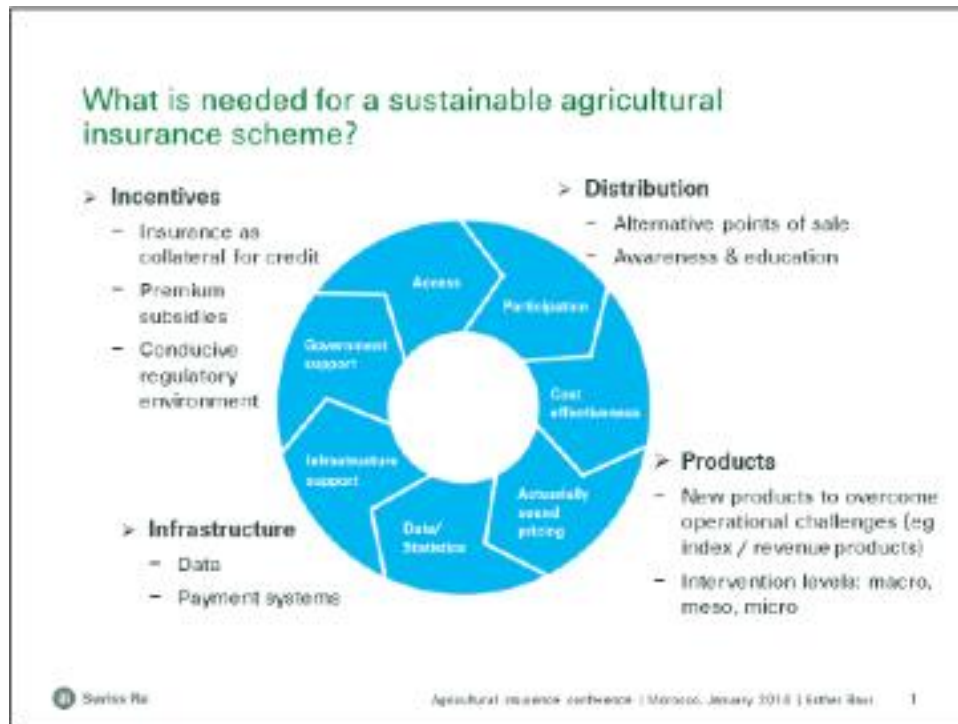 What is needed for a sustainable agricultural
insurance scheme?
➢ Incentives
– Insurance as
collateral for credit
– Premium
subsidies
– Conducive
regulatory
environment
➢ Distribution
– Alternative points of sale
– Awareness & education
Access
Participation
Cost
effectiveness
Actuarially
sound
pricing
Data/
Statistics
Infrastructure
support
Government
support
➢ Products
– New products to overcome
operational challenges (eg
index / revenue products)
– Intervention levels: macro,
meso, micro
➢ Infrastructure
– Data
– Payment systems
Swiss Re
Agricultural insurance conference | Morocco, January | Esther
1